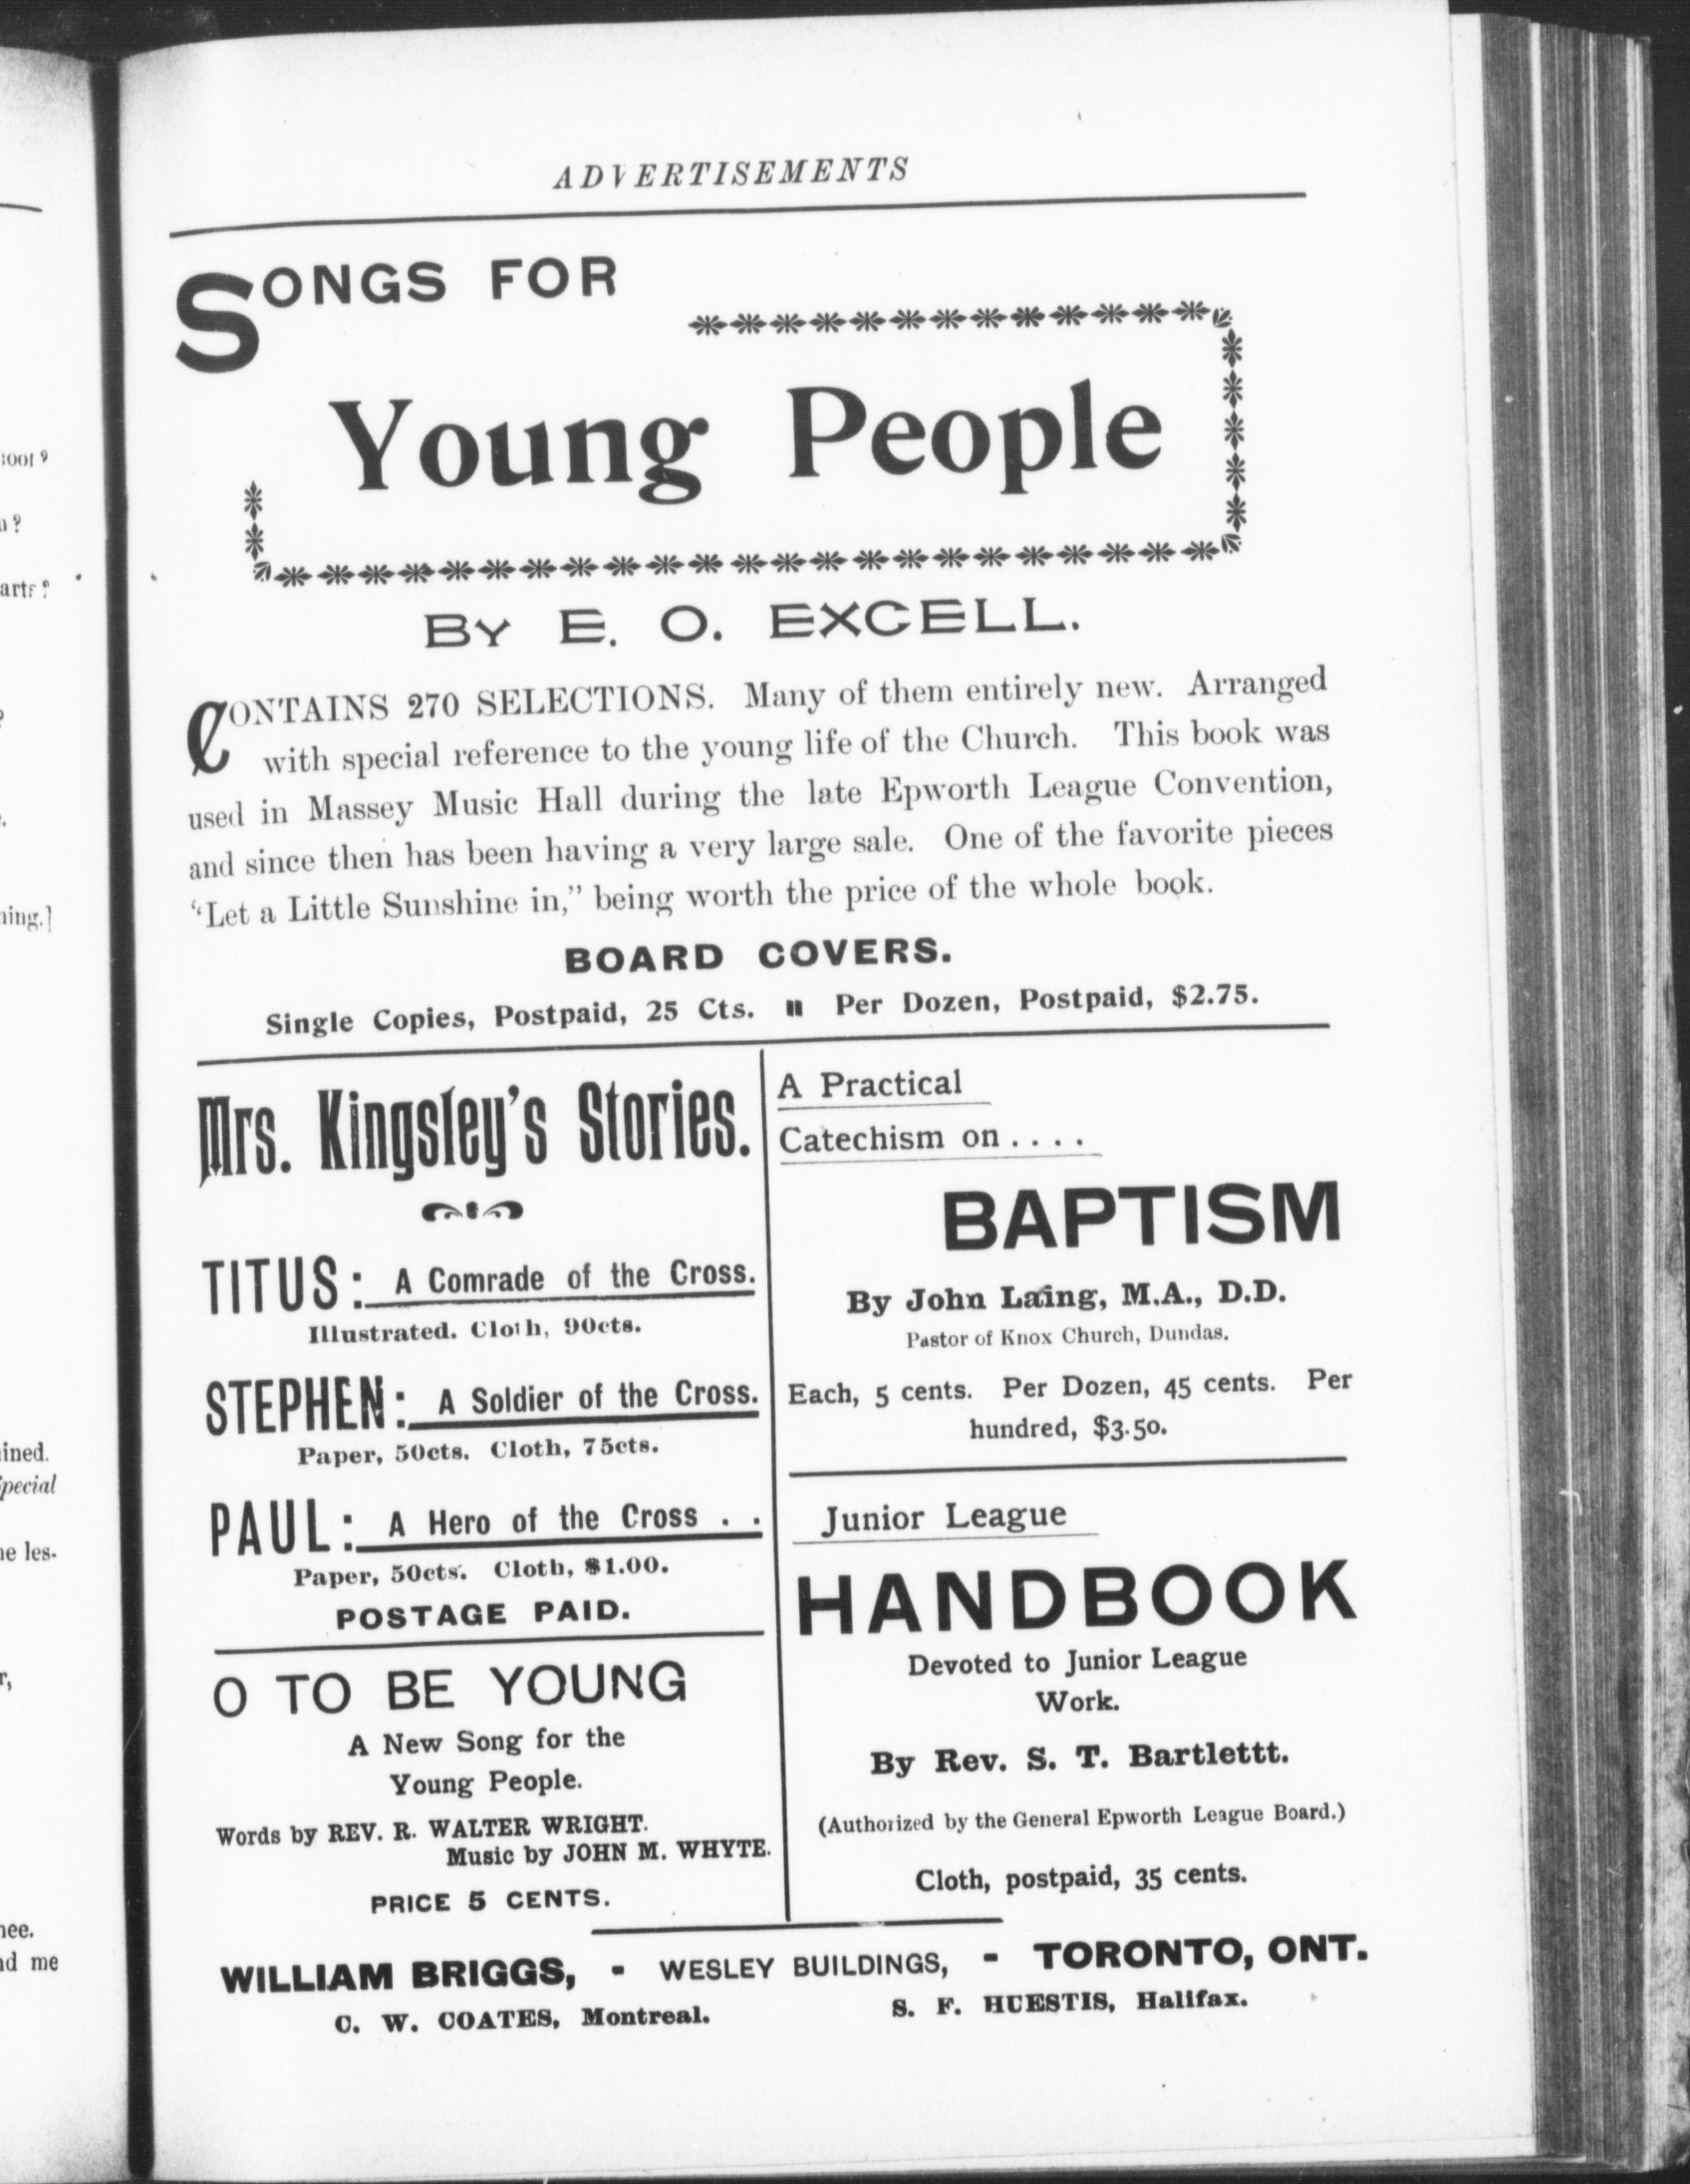 ADVERTISEMENTS
SONGS FOR
Young People
BY E. O. EXCELL.
CONTAINS 270 SELECTIONS. Many of them entirely new. Arranged
with special reference to the young life of the Church. This book was
used in Massey Music Hall during the late Epworth League Convention,
and since then has been having a very large sale. One of the favorite pieces
“Let a Little Sunshine in,” being worth the price of the whole book.
BOARD COVERS.
Single Copies, Postpaid, 25 Cts. Per Dozen, Postpaid, $2.75.
Mrs. Kingsley's Stories.
TITUS: A Comrade of the Cross.
Illustrated. Cloth, 90cts.
STEPHEN: A Soldier of the Cross.
Paper, 50cts. Cloth, 75cts.
PAUL: A Hero of the Cross . .
Paper, 50cts. Cloth, $1.00.
POSTAGE PAID.
O TO BE YOUNG
A New Song for the
Young People.
Words by REV. R. WALTER WRIGHT.
Music by JOHN M. WHYTE.
PRICE 5 CENTS.
A Practical
Catechism on . . . .
BAPTISM
By John Laing, M.A., D.D.
Pastor of Knox Church, Dundas.
Each, 5 cents. Per Dozen, 45 cents. Per
hundred, $3.50.
Junior League
HANDBOOK
Devoted to Junior League
Work.
By Rev. S. T. Bartlettt.
(Authorized by the General Epworth League Board.)
Cloth, postpaid, 35 cents.
WILLIAM BRIGGS, - WESLEY BUILDINGS, - TORONTO, ONT.
C. W. COATES, Montreal. S. F. HUESTIS, Halifax.